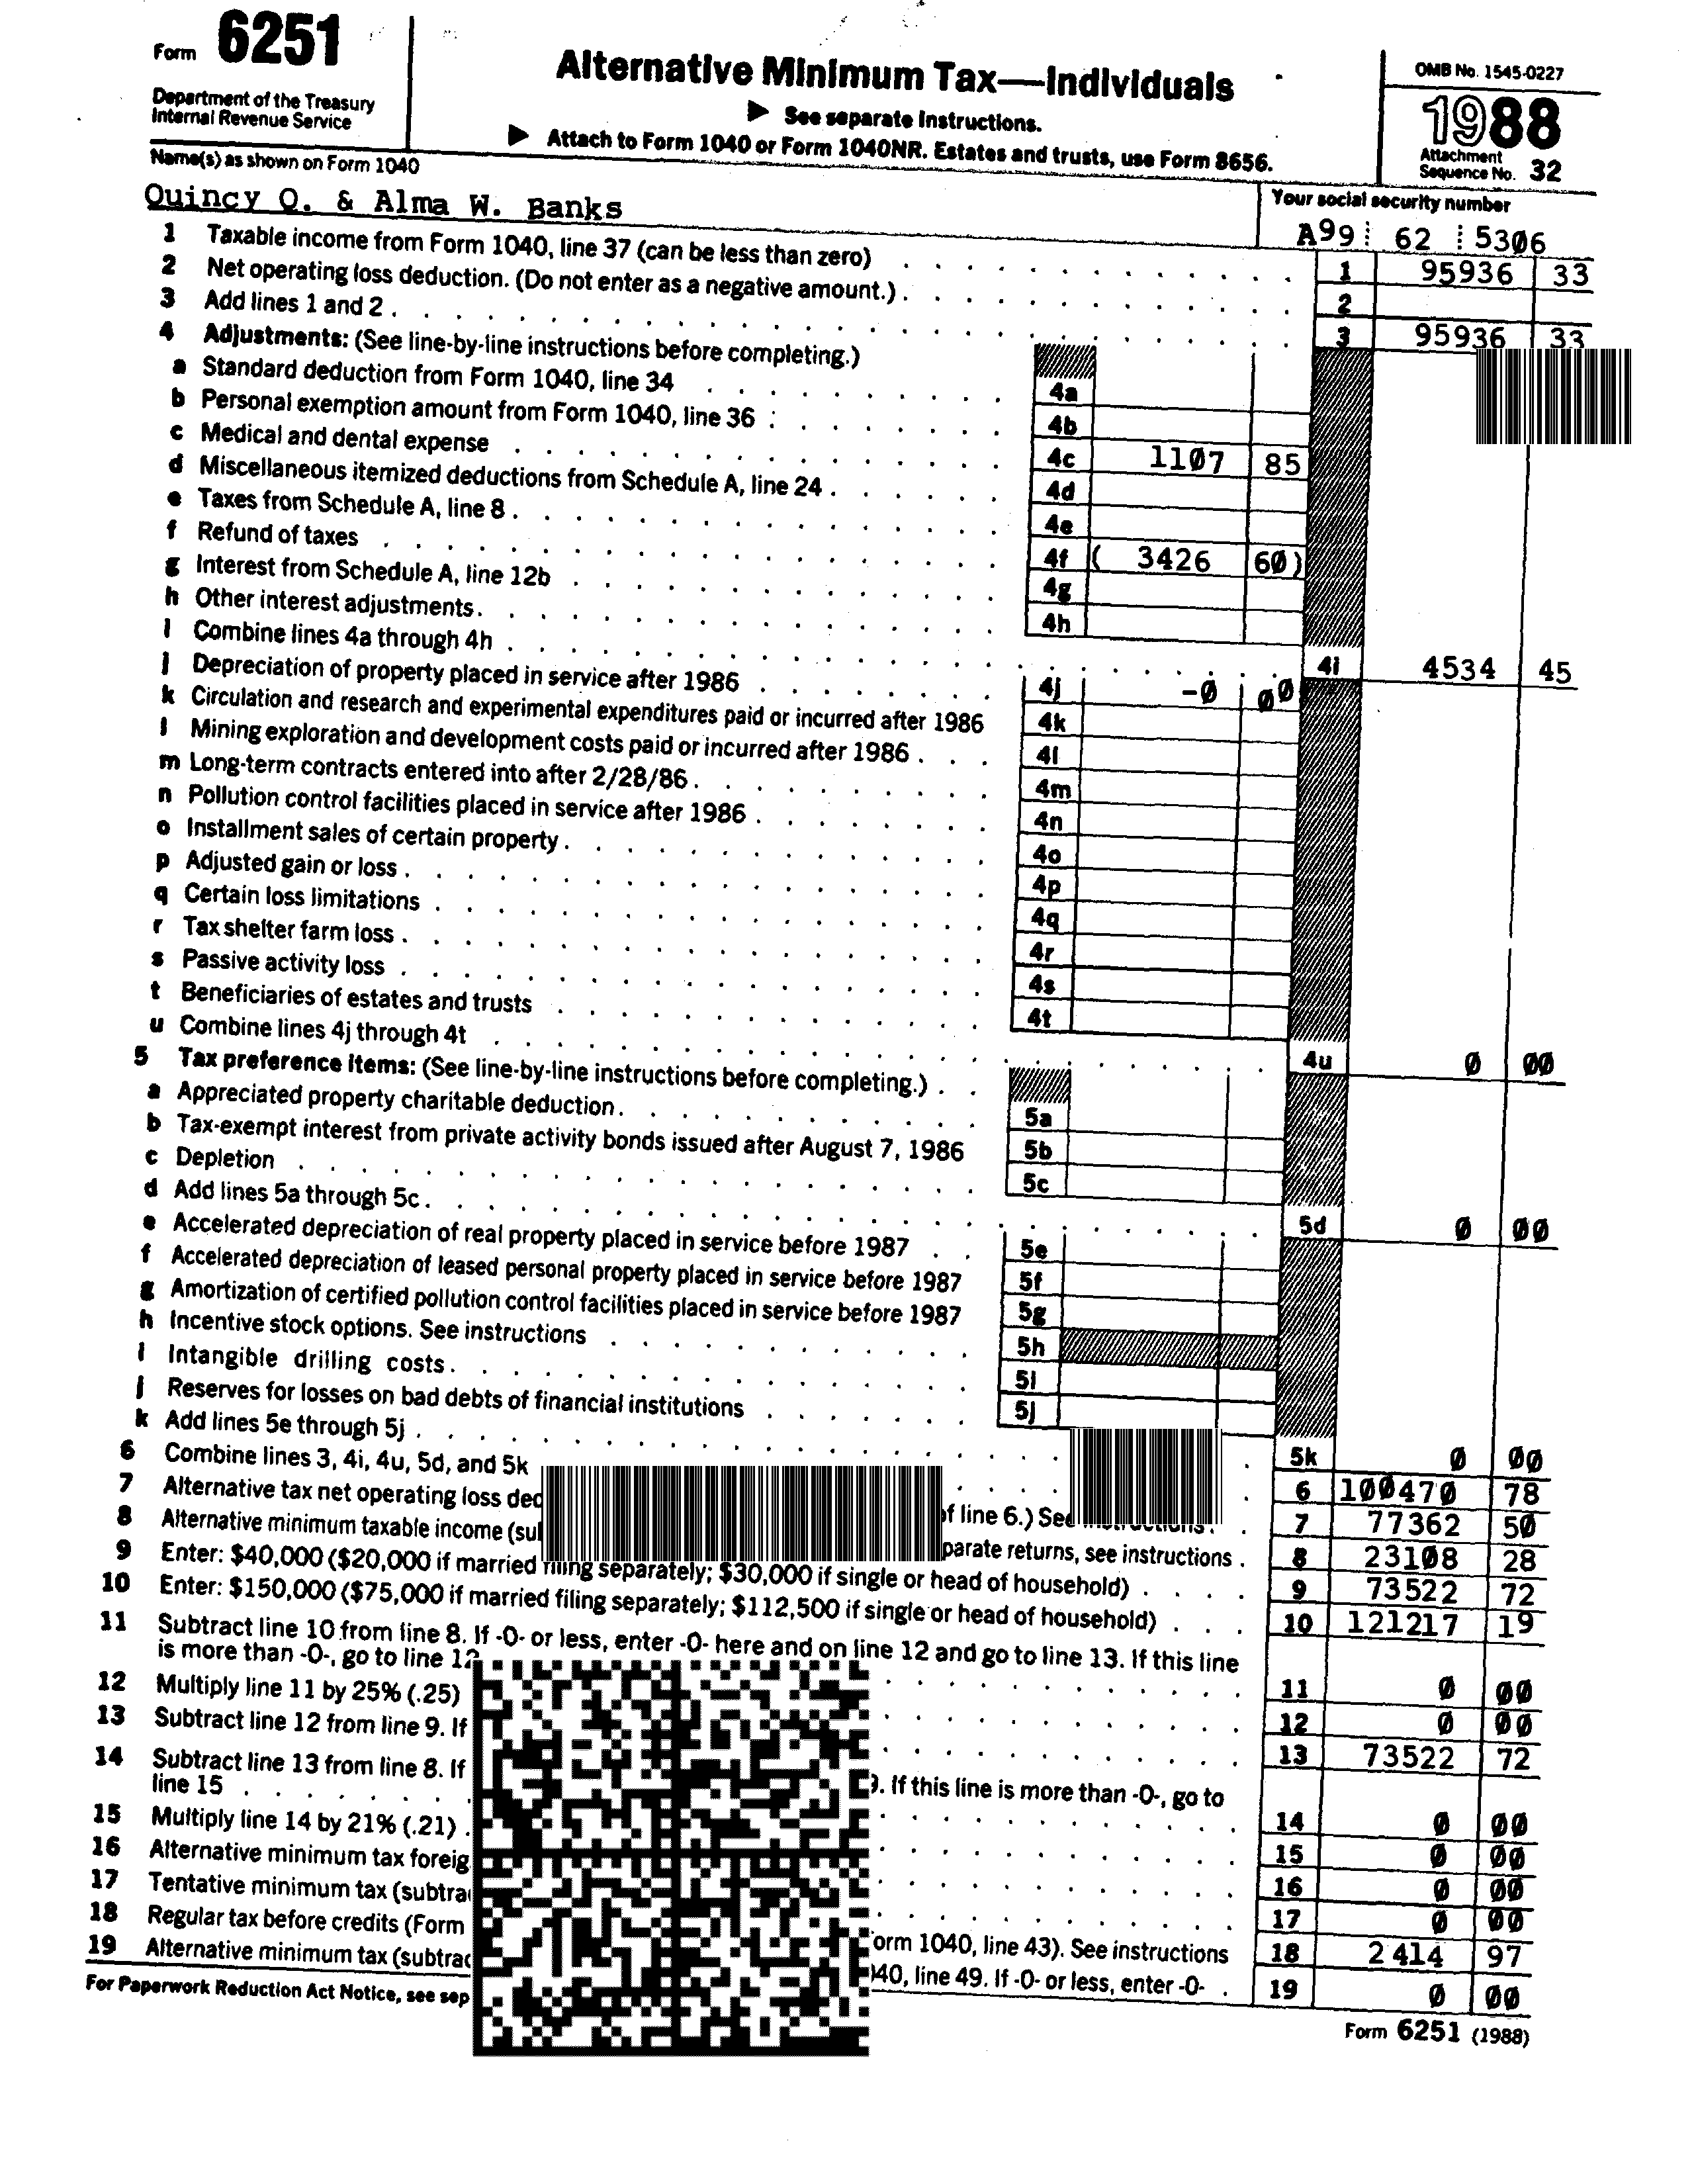 Form 6251
Department of the Treasury
Internal Revenue Service
Alternative Minimum Tax—Individuals
▶ See separate Instructions.
▶ Attach to Form 1040 or Form 1040NR. Estates and trusts, use Form 8656.
OMB No. 1545-0227
1988
Attachment
Sequence No. 32
Name(s) as shown on Form 1040
Your social security number
Quincy Q. & Alma W. Banks
A99 62 5306
1 Taxable income from Form 1040, line 37 (can be less than zero) 1 95936 33
2 Net operating loss deduction. (Do not enter as a negative amount.) 2
3 Add lines 1 and 2 3 95936 33
4 Adjustments: (See line-by-line instructions before completing.)
a Standard deduction from Form 1040, line 34 4a
b Personal exemption amount from Form 1040, line 36 4b
c Medical and dental expense 4c 1107 85
d Miscellaneous itemized deductions from Schedule A, line 24 4d
e Taxes from Schedule A, line 8 4e
f Refund of taxes 4f ( 3426 60 )
g Interest from Schedule A, line 12b 4g
h Other interest adjustments 4h
i Combine lines 4a through 4h 4i 4534 45
j Depreciation of property placed in service after 1986 4j -0 00
k Circulation and research and experimental expenditures paid or incurred after 1986 4k
l Mining exploration and development costs paid or incurred after 1986 4l
m Long-term contracts entered into after 2/28/86 4m
n Pollution control facilities placed in service after 1986 4n
o Installment sales of certain property 4o
p Adjusted gain or loss 4p
q Certain loss limitations 4q
r Tax shelter farm loss 4r
s Passive activity loss 4s
t Beneficiaries of estates and trusts 4t
u Combine lines 4j through 4t 4u 0 00
5 Tax preference items: (See line-by-line instructions before completing.)
a Appreciated property charitable deduction 5a
b Tax-exempt interest from private activity bonds issued after August 7, 1986 5b
c Depletion 5c
d Add lines 5a through 5c 5d 0 00
e Accelerated depreciation of real property placed in service before 1987 5e
f Accelerated depreciation of leased personal property placed in service before 1987 5f
g Amortization of certified pollution control facilities placed in service before 1987 5g
h Incentive stock options. See instructions 5h
i Intangible drilling costs 5i
j Reserves for losses on bad debts of financial institutions 5j
k Add lines 5e through 5j 5k 0 00
6 Combine lines 3, 4i, 4u, 5d, and 5k 6 100470 78
7 Alternative tax net operating loss of line 6.) See instructions. 7 77362 50
8 Alternative minimum taxable income returns, see instructions 8 23108 28
9 Enter: $40,000 ($20,000 if married filing separately; $30,000 if single or head of household) 9 73522 72
10 Enter: $150,000 ($75,000 if married filing separately; $112,500 if single or head of household) 10 121217 19
11 Subtract line 10 from line 8. If -0- or less, enter -0- here and on line 12 and go to line 13. If this line
is more than -0-, go to line 12 11 0 00
12 Multiply line 11 by 25% (.25) 12 0 00
13 Subtract line 12 from line 9. If 13 73522 72
14 Subtract line 13 from line 8. If If this line is more than -0-, go to
line 15 14 0 00
15 Multiply line 14 by 21% (.21) 15 0 00
16 Alternative minimum tax 16 0 00
17 Tentative minimum tax 17 0 00
18 Regular tax before credits (Form 1040, line 43). See instructions 18 2414 97
19 Alternative minimum tax line 49. If -0- or less, enter -0- 19 0 00
For Paperwork Reduction Act Notice, see
Form 6251 (1988)